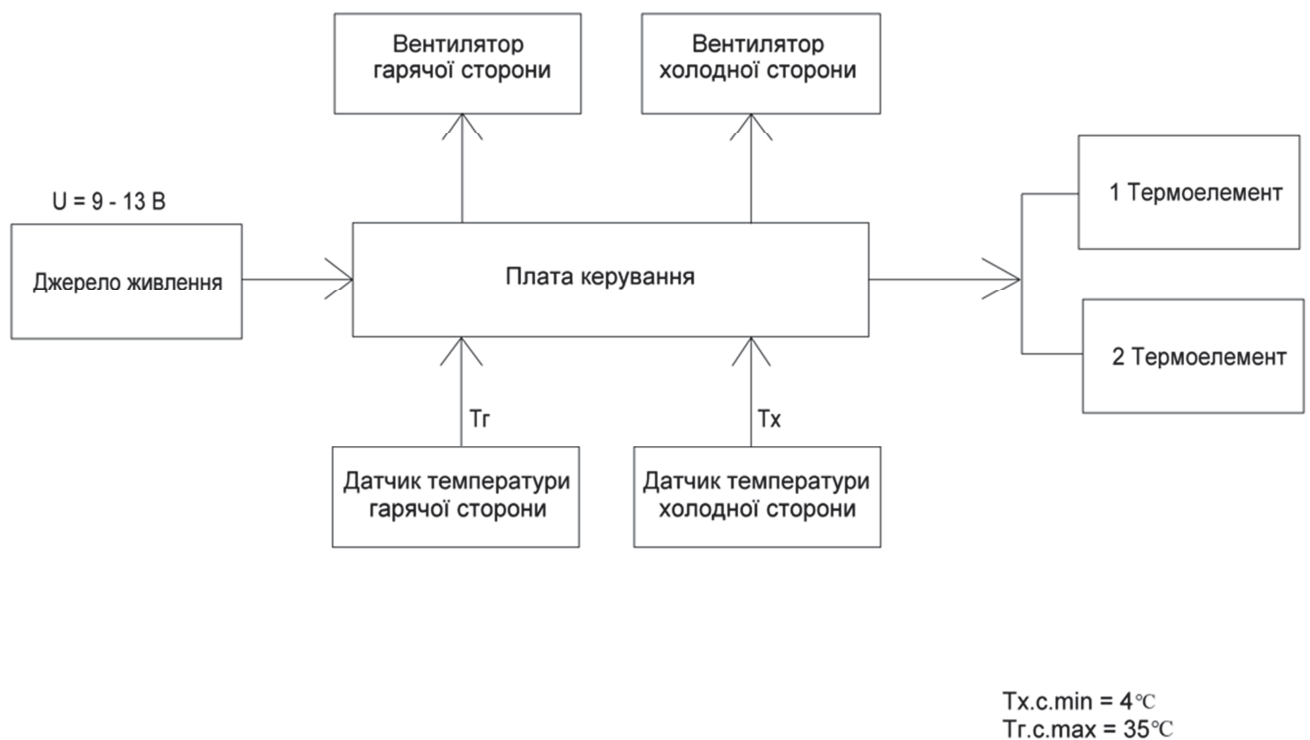 Вентилятор
гарячої сторони
Вентилятор
холодної сторони
1 Термоелемент
U = 9 - 13 В
Джерело живлення
Плата керування
2 Термоелемент
Тг
Тх
Датчик температури
гарячої сторони
Датчик температури
холодної сторони
Тх.с.min = 4°C
Тг.с.max = 35°C